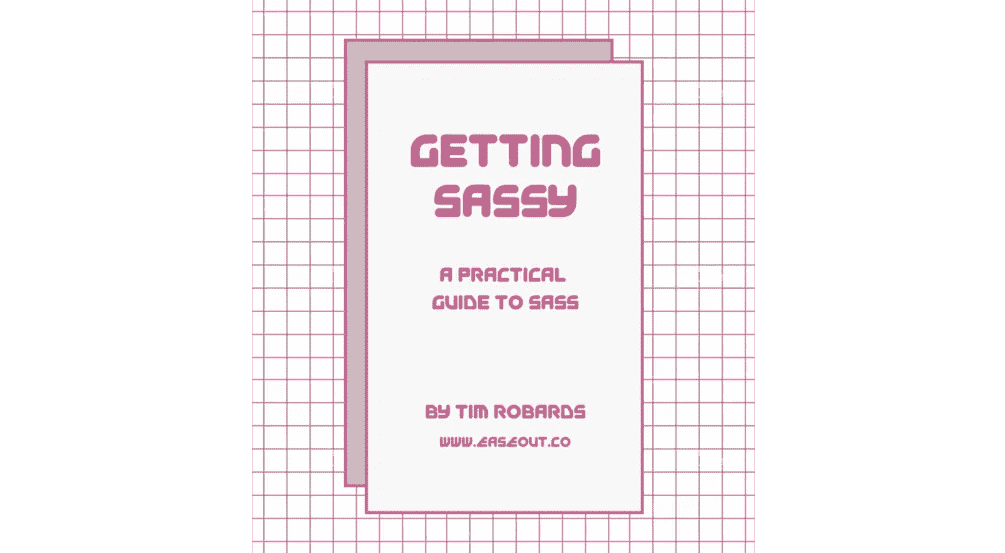 GETTING
SASSY
A PRACTICAL
GUIDE TO SASS
BY TIM ROBARDS
WWW.EASEOUT.CO